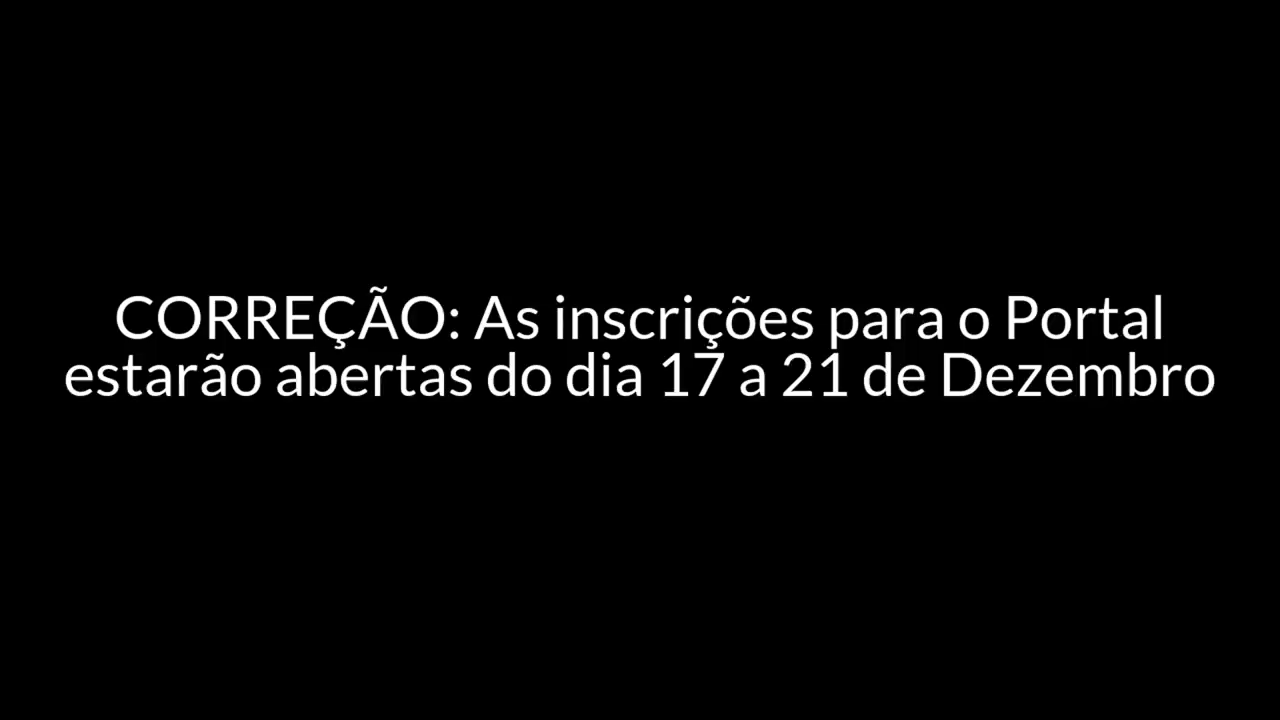 CORREÇÃO: As inscrições para o Portal
estarão abertas do dia 17 a 21 de Dezembro